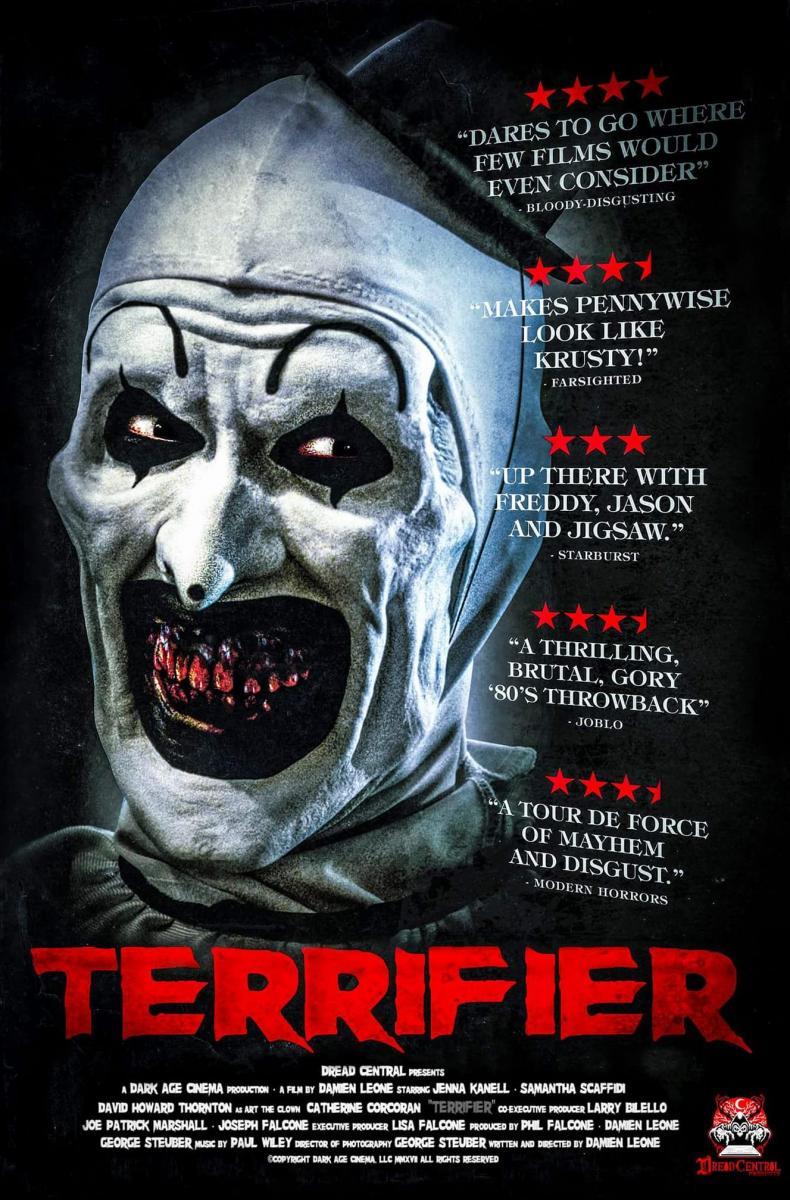 “DARES TO GO WHERE
FEW FILMS WOULD
EVEN CONSIDER”
- BLOODY-DISGUSTING
“MAKES PENNYWISE
LOOK LIKE
KRUSTY!”
- FARSIGHTED
“UP THERE WITH
FREDDY, JASON
AND JIGSAW.”
- STARBURST
“A THRILLING,
BRUTAL, GORY
‘80’S THROWBACK”
- JOBLO
“A TOUR DE FORCE
OF MAYHEM
AND DISGUST.”
- MODERN HORRORS
TERRIFIER
DREAD CENTRAL PRESENTS
A DARK AGE CINEMA PRODUCTION · A FILM BY DAMIEN LEONE STARRING JENNA KANELL · SAMANTHA SCAFFIDI
DAVID HOWARD THORNTON AS ART THE CLOWN CATHERINE CORCORAN "TERRIFIER" CO-EXECUTIVE PRODUCER LARRY BILELLO
JOE PATRICK MARSHALL · JOSEPH FALCONE EXECUTIVE PRODUCER LISA FALCONE PRODUCED BY PHIL FALCONE · DAMIEN LEONE
GEORGE STEUBER MUSIC BY PAUL WILEY DIRECTOR OF PHOTOGRAPHY GEORGE STEUBER WRITTEN AND DIRECTED BY DAMIEN LEONE
©COPYRIGHT DARK AGE CINEMA, LLC MMXVII ALL RIGHTS RESERVED
DREAD CENTRAL